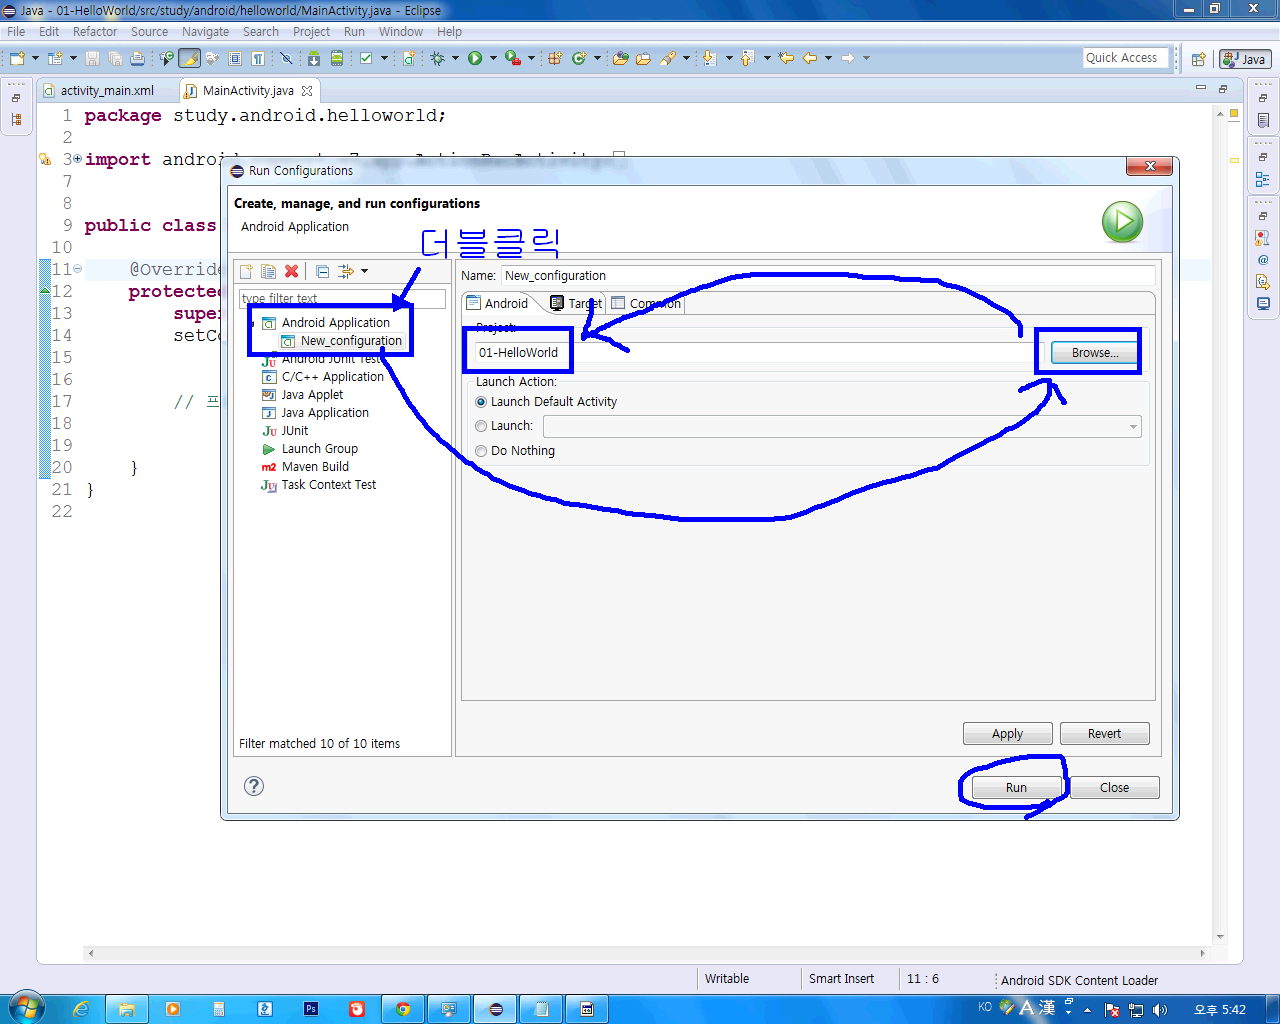 Java - 01-HelloWorld/src/study/android/helloworld/MainActivity.java - Eclipse
File Edit Refactor Source Navigate Search Project Run Window Help
Quick Access
Java
activity_main.xml
MainActivity.java
1 package study.android.helloworld;
2
3 import android
7
8
9 public class
10
11 @Override
12 protected
13 super
14 setCo
15
16
17 //
18
19
20 }
21 }
22
Run Configurations
Create, manage, and run configurations
Android Application
더블클릭
type filter text
Android Application
New_configuration
Android JUnit Test
C/C++ Application
Java Applet
Java Application
JUnit
Launch Group
Maven Build
Task Context Test
Filter matched 10 of 10 items
Name: New_configuration
Android Target Common
Project:
01-HelloWorld
Browse...
Launch Action:
Launch Default Activity
Launch:
Do Nothing
Apply Revert
Run Close
Writable Smart Insert 11 : 6 Android SDK Content Loader
KO A 漢 오후 5:42